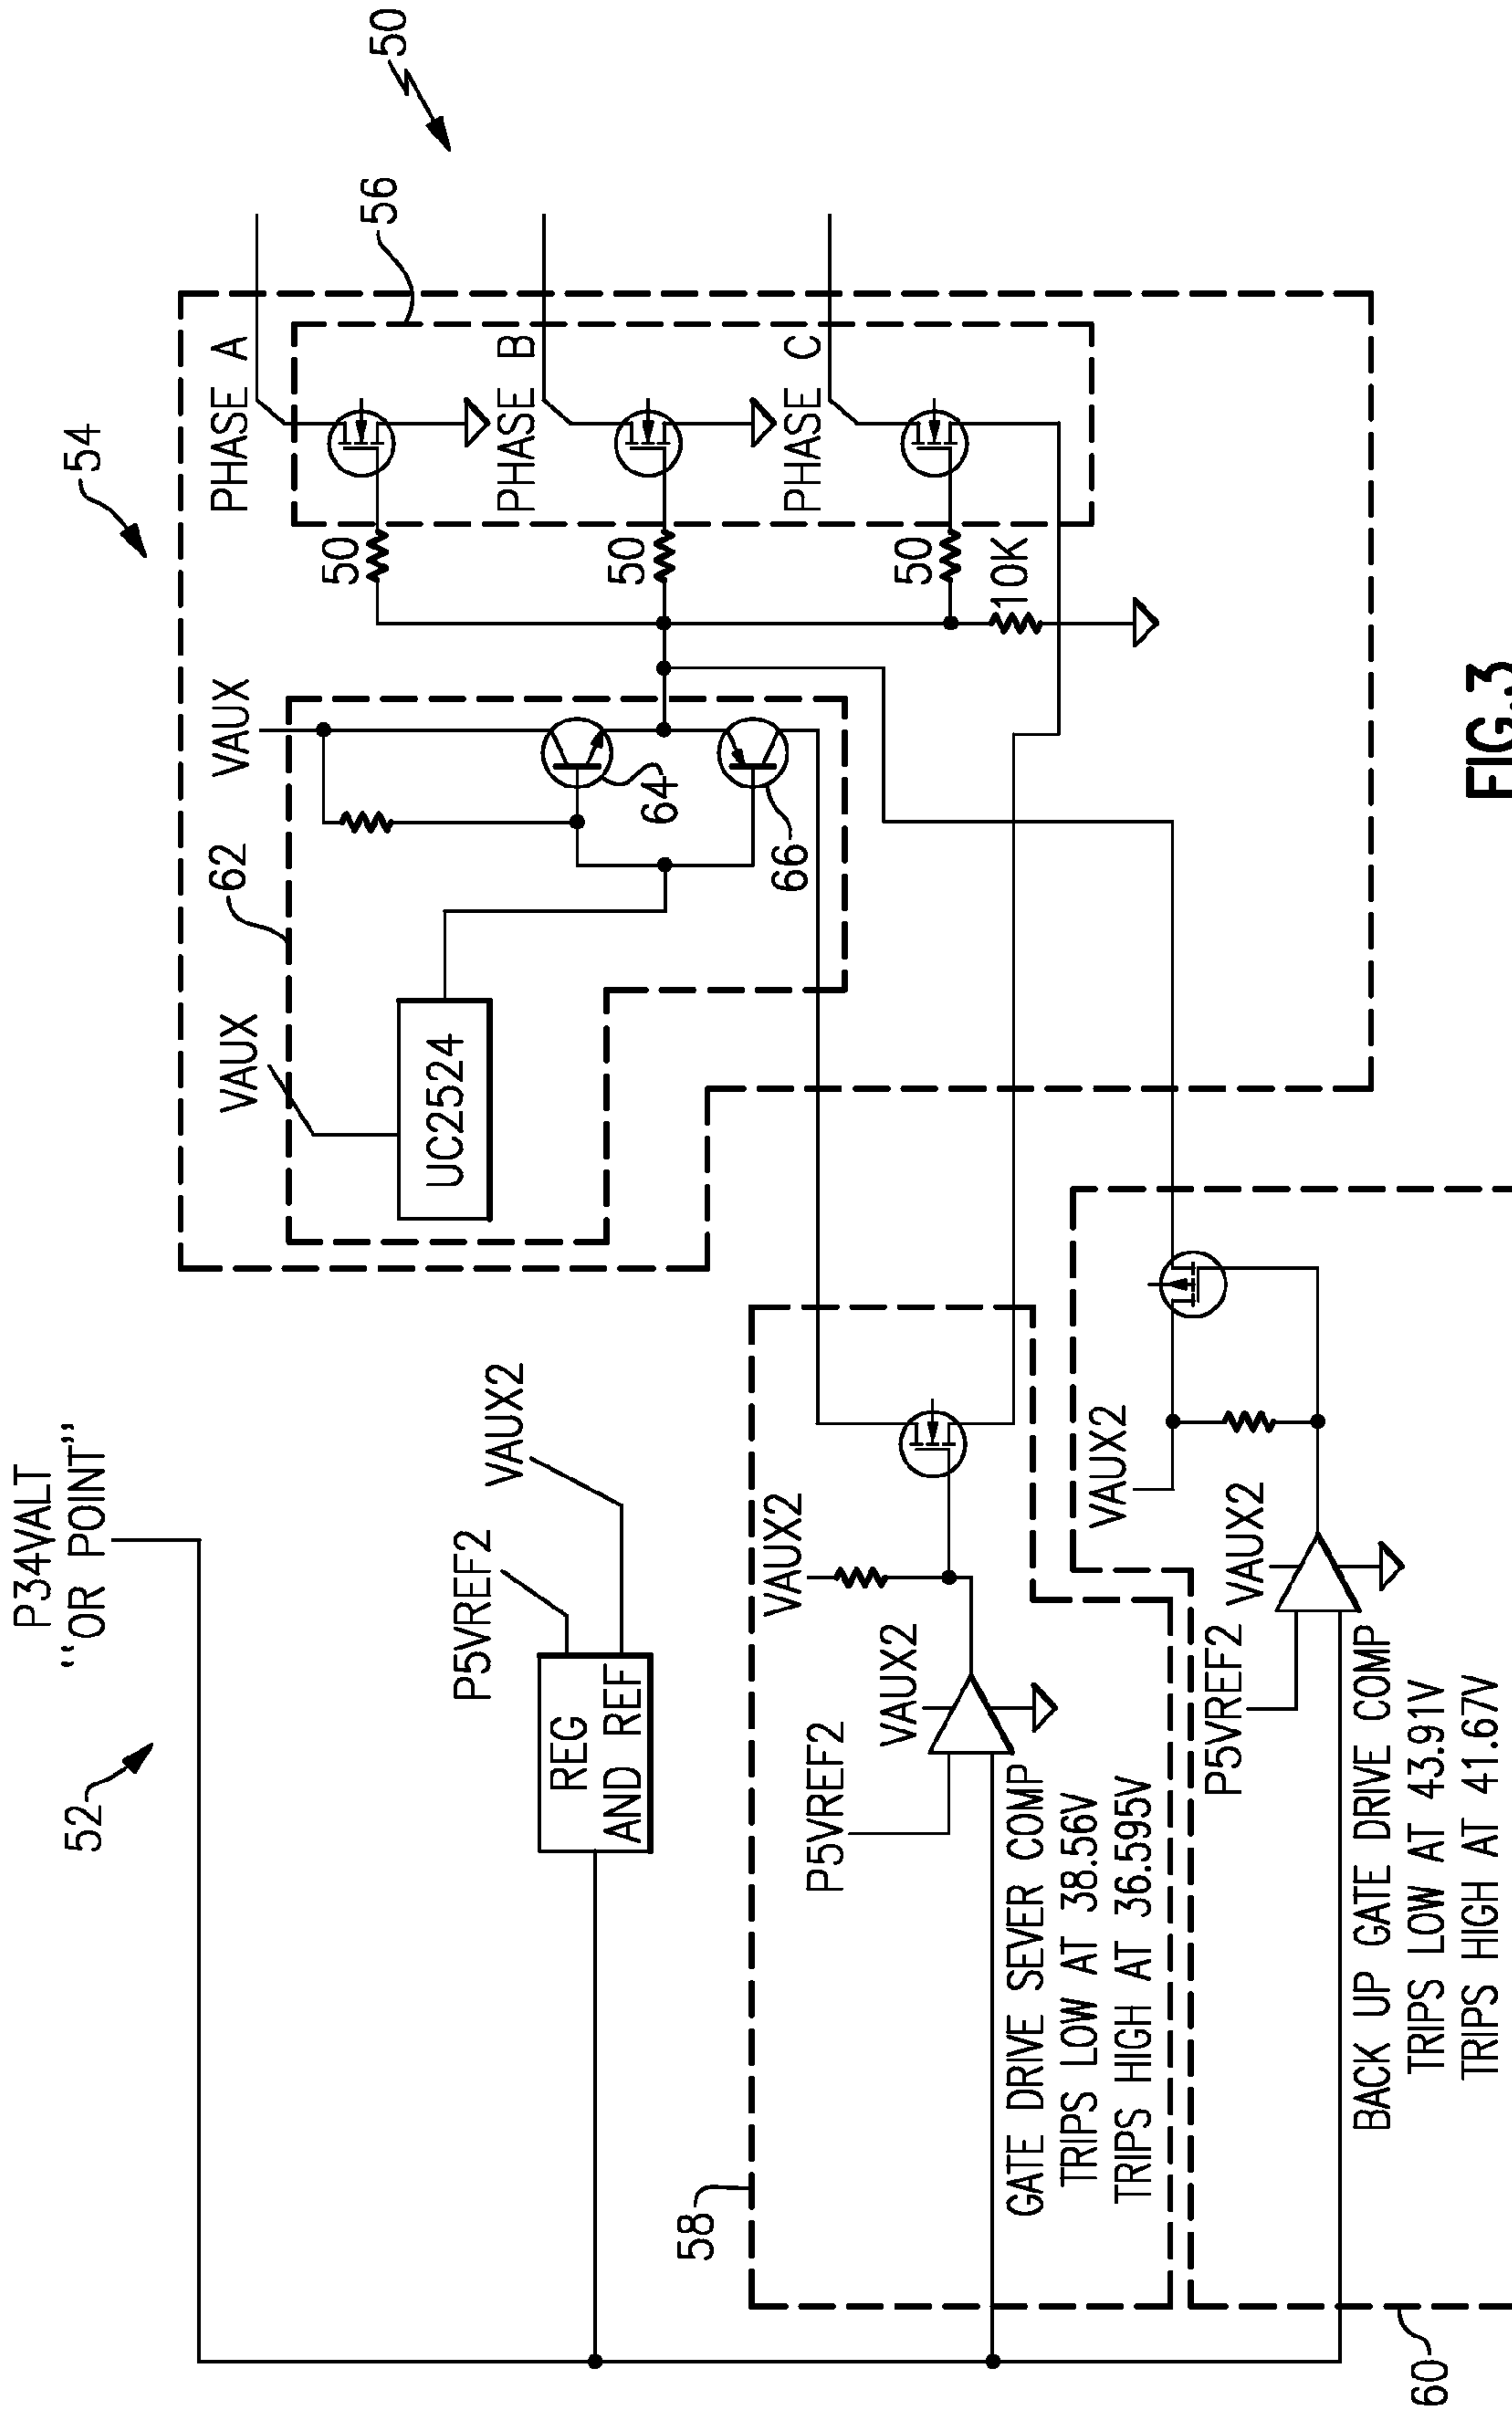 P34VALT
"OR POINT"
52
54
50
56
PHASE A
PHASE B
PHASE C
50
50
50
10K
VAUX
62
64
66
VAUX
UC2524
VAUX2
P5VREF2
REG
AND REF
58
VAUX2
VAUX2
P5VREF2
GATE DRIVE SEVER COMP
TRIPS LOW AT 38.56V
TRIPS HIGH AT 36.595V
VAUX2
VAUX2
P5VREF2
BACK UP GATE DRIVE COMP
TRIPS LOW AT 43.91V
TRIPS HIGH AT 41.67V
60
FIG.3